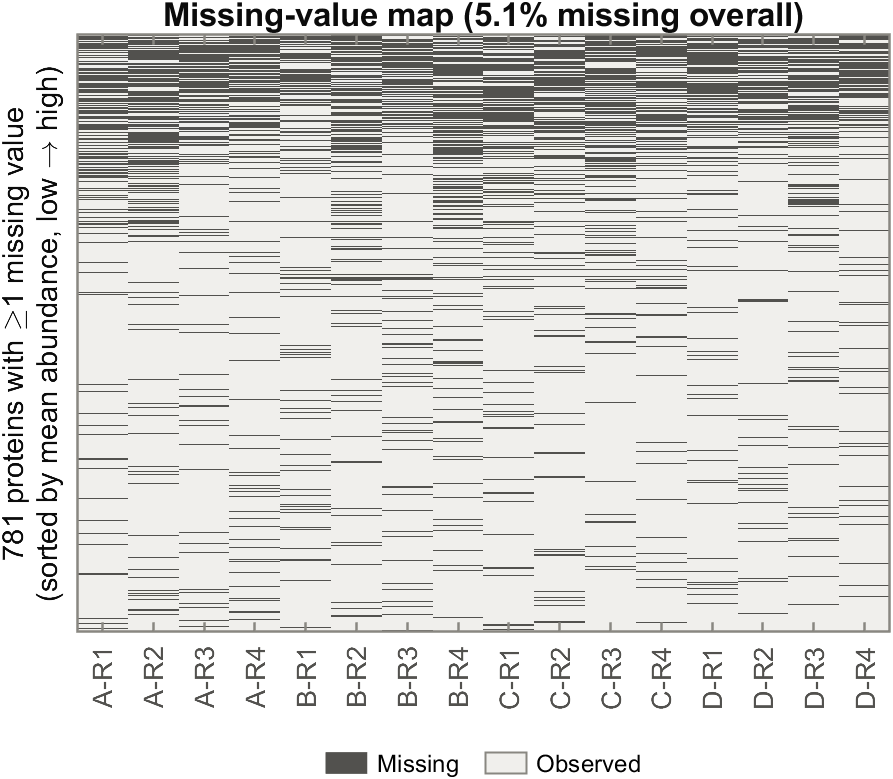 Missing-value map (5.1% missing overall)
781 proteins with ≥1 missing value
(sorted by mean abundance, low → high)
A-R1
A-R2
A-R3
A-R4
B-R1
B-R2
B-R3
B-R4
C-R1
C-R2
C-R3
C-R4
D-R1
D-R2
D-R3
D-R4
Missing
Observed